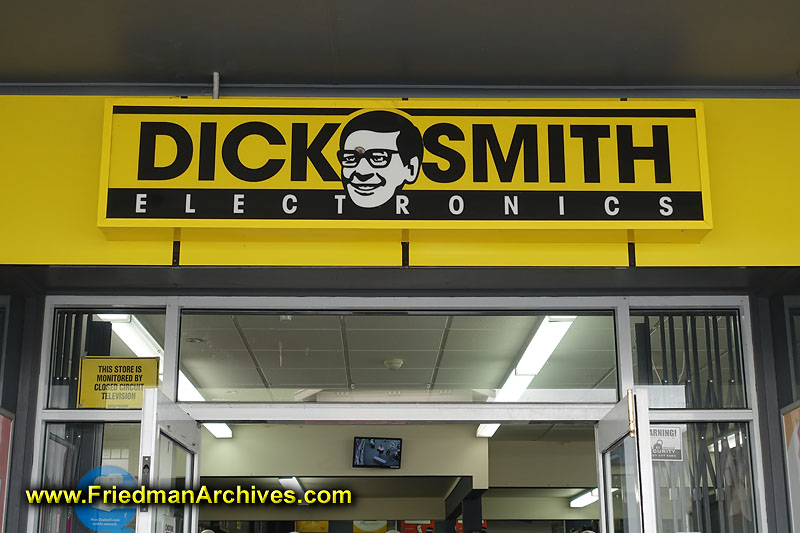 DICK SMITH
ELECTRONICS
THIS STORE IS
MONITORED BY
CLOSED CIRCUIT
TELEVISION
WARNING!
SECURITY
www.FriedmanArchives.com